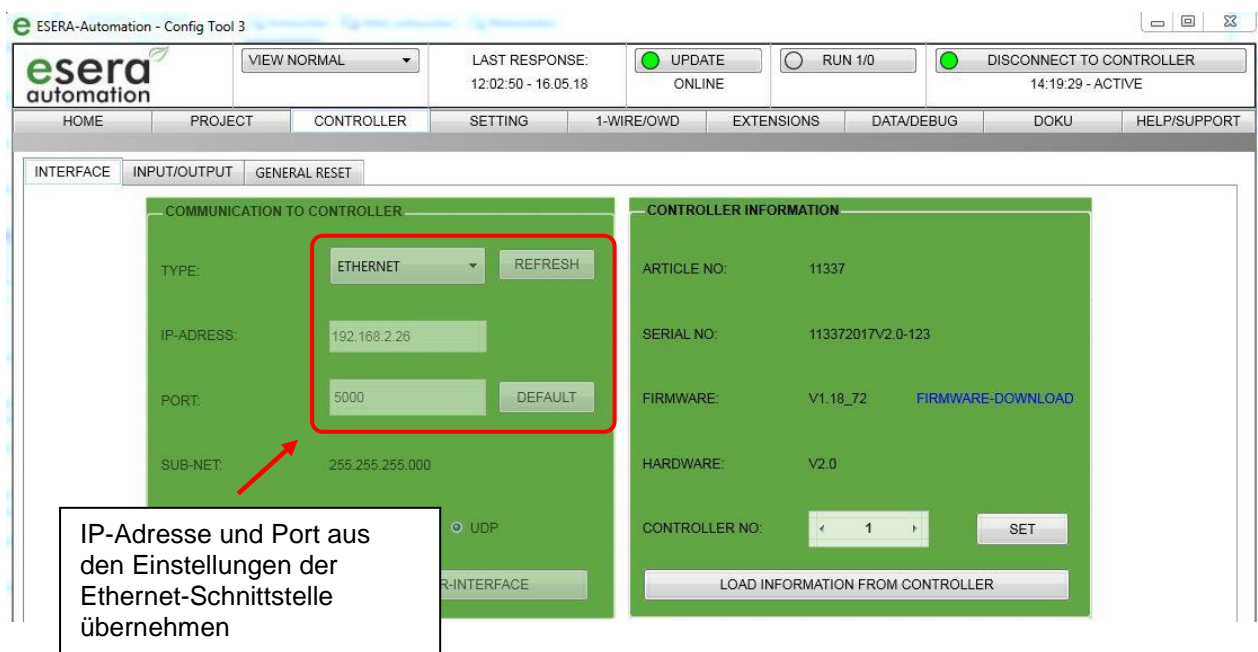 ESERA-Automation - Config Tool 3
esera automation
VIEW NORMAL
LAST RESPONSE:
12:02:50 - 16.05.18
UPDATE
ONLINE
RUN 1/0
DISCONNECT TO CONTROLLER
14:19:29 - ACTIVE
HOME PROJECT CONTROLLER SETTING 1-WIRE/OWD EXTENSIONS DATA/DEBUG DOKU HELP/SUPPORT
INTERFACE INPUT/OUTPUT GENERAL RESET
COMMUNICATION TO CONTROLLER
TYPE: ETHERNET REFRESH
IP-ADRESS: 192.168.2.26
PORT: 5000 DEFAULT
SUB-NET: 255.255.255.000
UDP
R-INTERFACE
IP-Adresse und Port aus
den Einstellungen der
Ethernet-Schnittstelle
übernehmen
CONTROLLER INFORMATION
ARTICLE NO: 11337
SERIAL NO: 113372017V2.0-123
FIRMWARE: V1.18_72 FIRMWARE-DOWNLOAD
HARDWARE: V2.0
CONTROLLER NO: 1 SET
LOAD INFORMATION FROM CONTROLLER